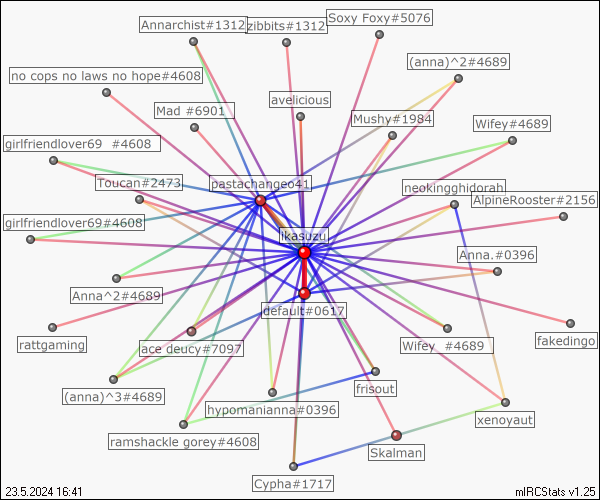 Annarchist#1312
zibbits#1312
Soxy Foxy#5076
(anna)^2#4689
no cops no laws no hope#4608
avelicious
Mad #6901
Mushy#1984
Wifey#4689
girlfriendlover69 #4608
Toucan#2473
pastachange041
neokingghidorah
AlpineRooster#2156
girlfriendlover69#4608
ikasuzu
Anna.#0396
Anna^2#4689
default#0617
rattgaming
ace deucy#7097
Wifey #4689
fakedingo
(anna)^3#4689
frisout
hypomanianna#0396
xenoyaut
ramshackle gorey#4608
Skalman
Cypha#1717
23.5.2024 16:41
mIRCStats v1.25